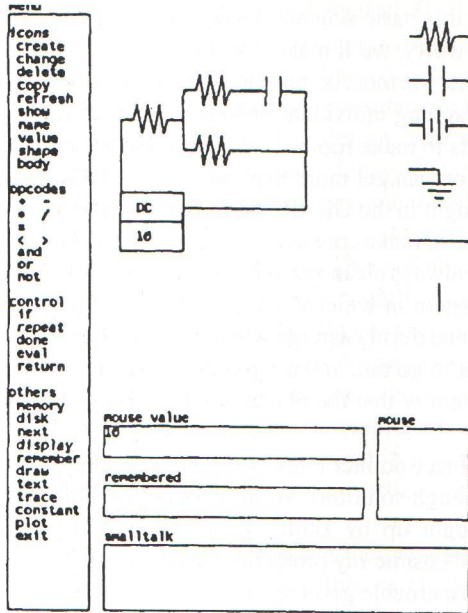 menu
icons
create
change
delete
copy
refresh
show
name
value
shape
body
opcodes
+ -
* /
=
< >
and
or
not
control
if
repeat
done
eval
return
others
memory
disk
next
display
remember
draw
text
trace
constant
plot
exit
DC
10
mouse value
10
mouse
remembered
smalltalk